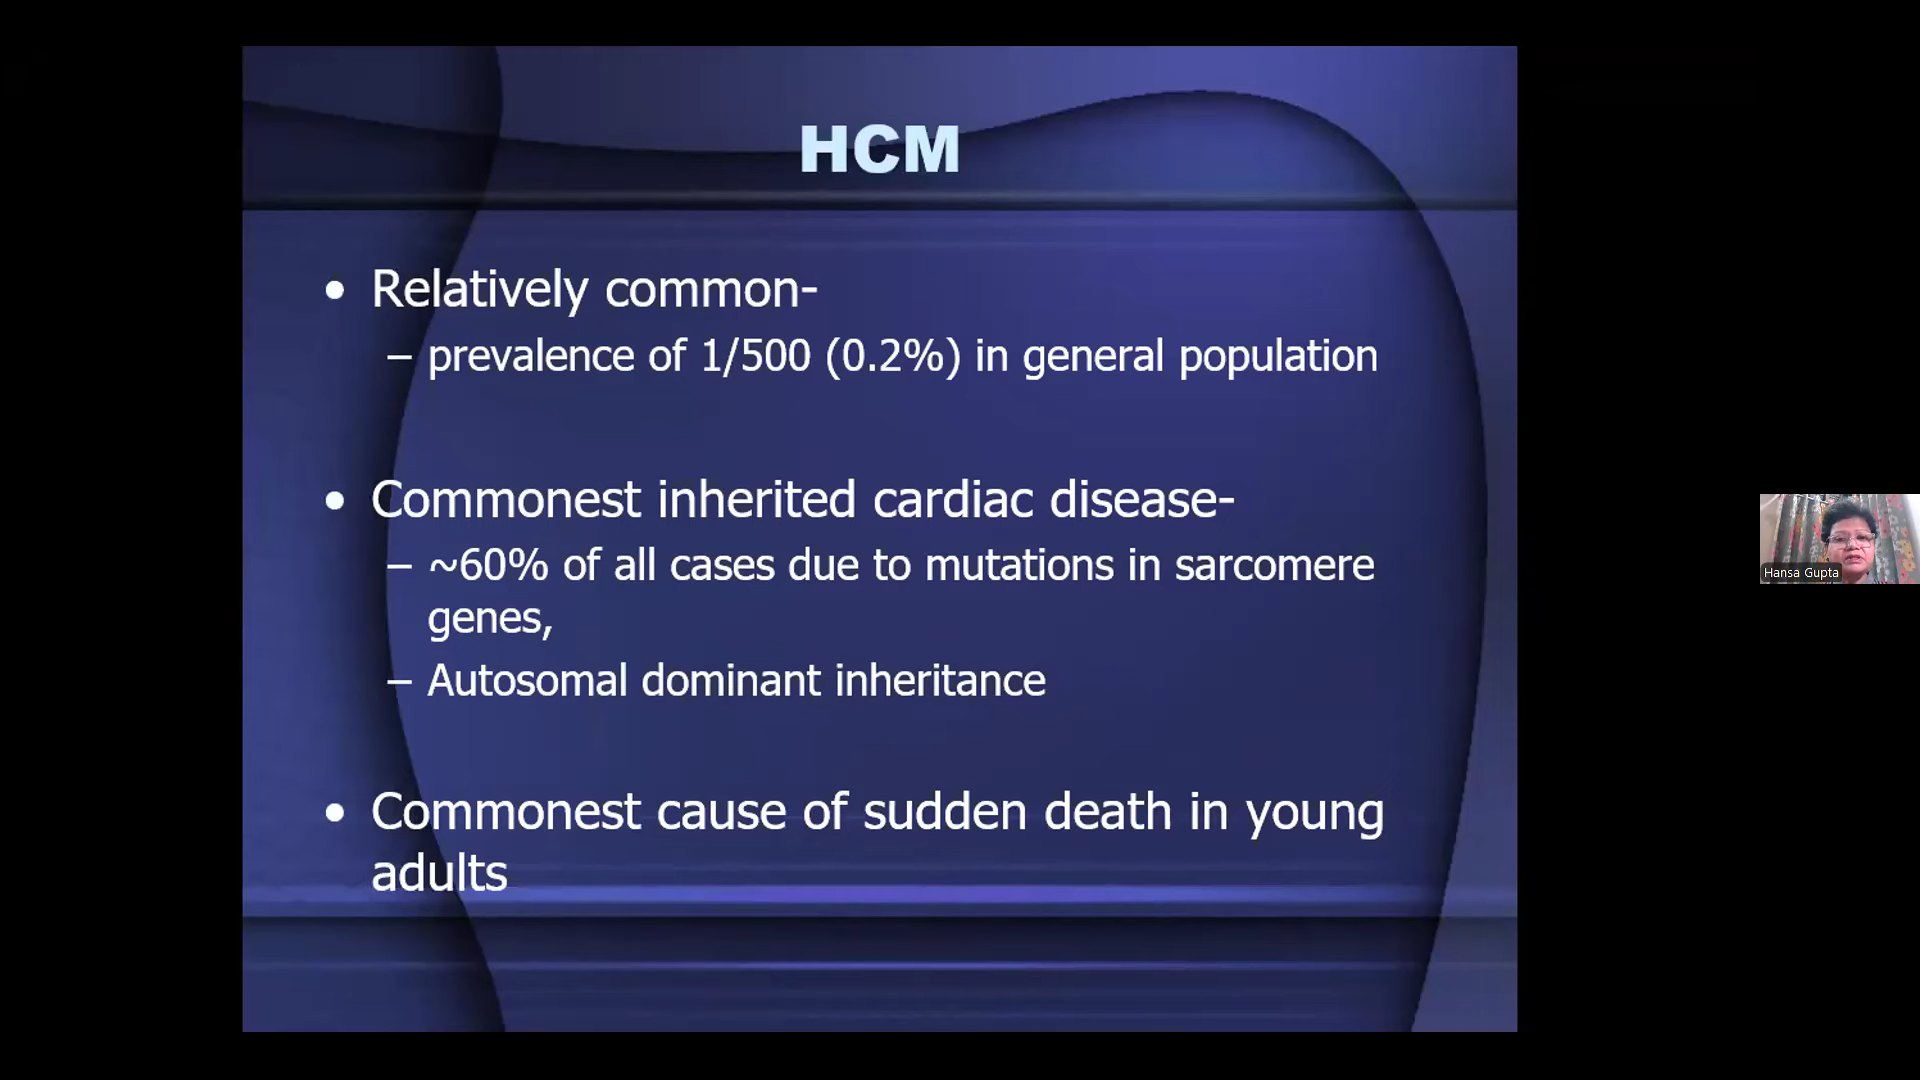 HCM
• Relatively common-
– prevalence of 1/500 (0.2%) in general population
• Commonest inherited cardiac disease-
– ~60% of all cases due to mutations in sarcomere
genes,
– Autosomal dominant inheritance
• Commonest cause of sudden death in young
adults
Hansa Gupta